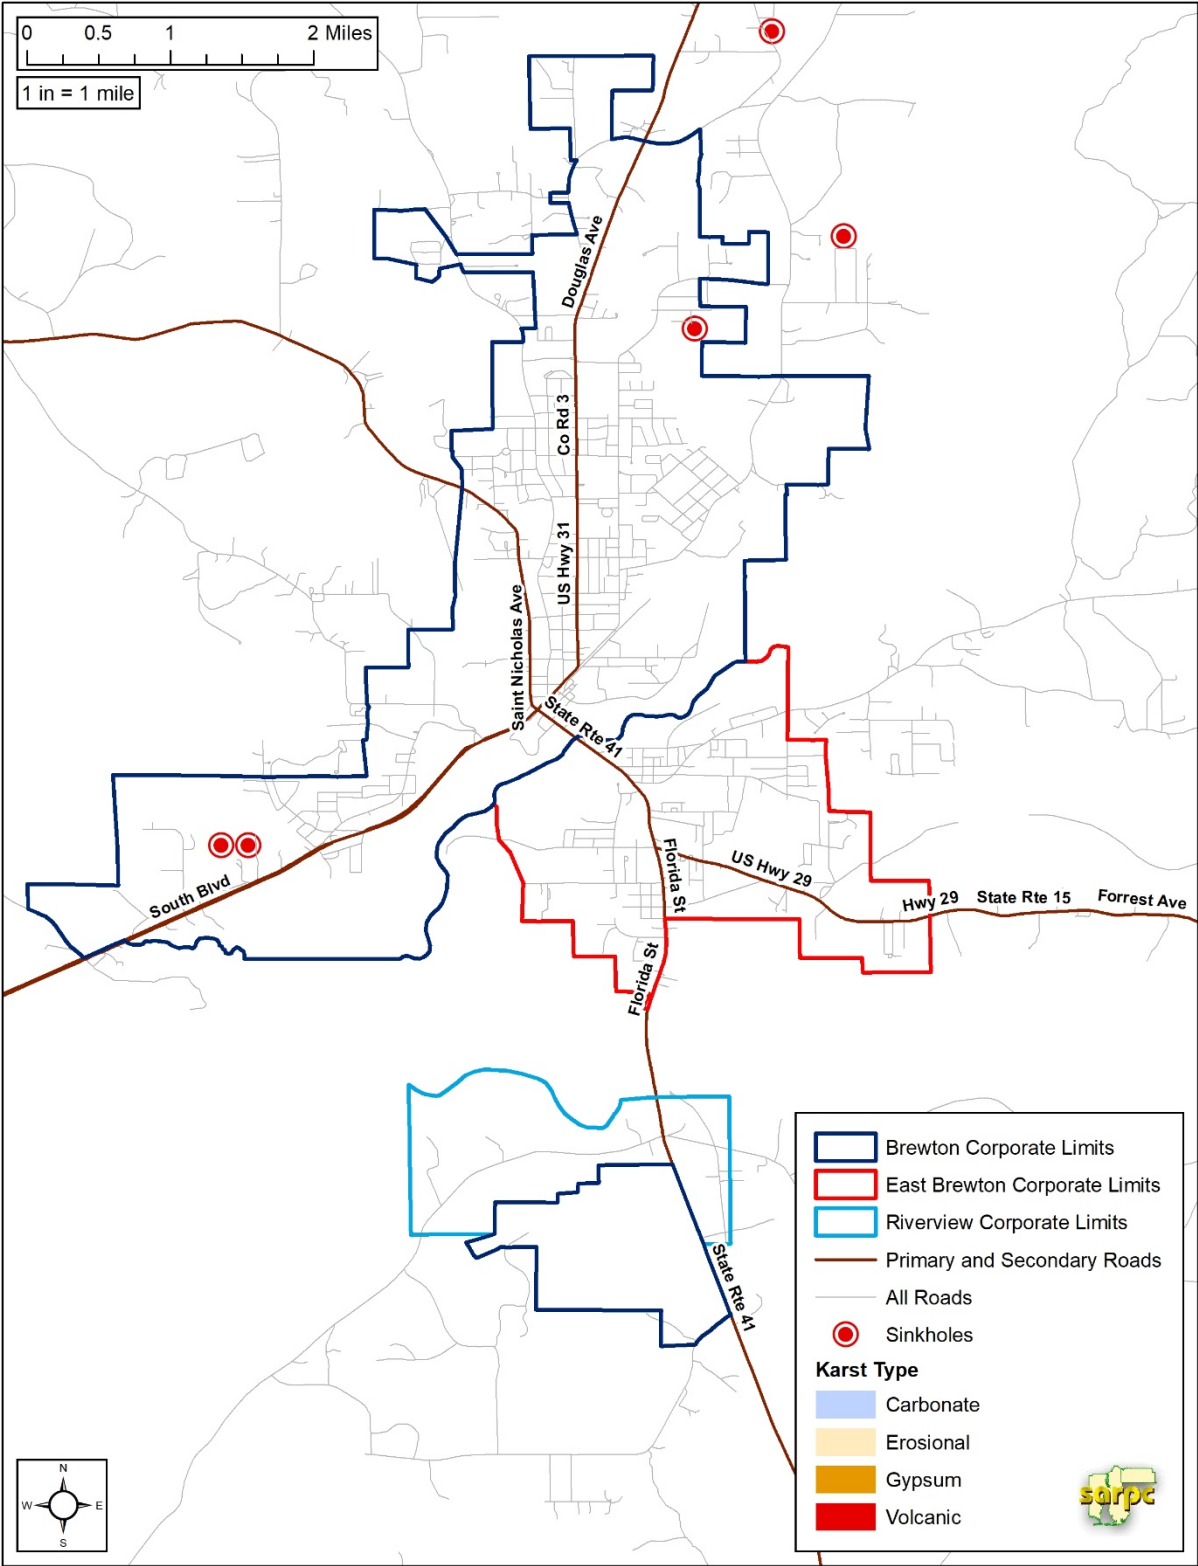 0 0.5 1 2 Miles
1 in = 1 mile
Douglas Ave
Co Rd 3
US Hwy 31
Saint Nicholas Ave
State Rte 41
South Blvd
Florida St
US Hwy 29
Hwy 29 State Rte 15 Forrest Ave
Florida St
State Rte 41
Brewton Corporate Limits
East Brewton Corporate Limits
Riverview Corporate Limits
Primary and Secondary Roads
All Roads
Sinkholes
Karst Type
Carbonate
Erosional
Gypsum
Volcanic
sarpc
N
W E
S